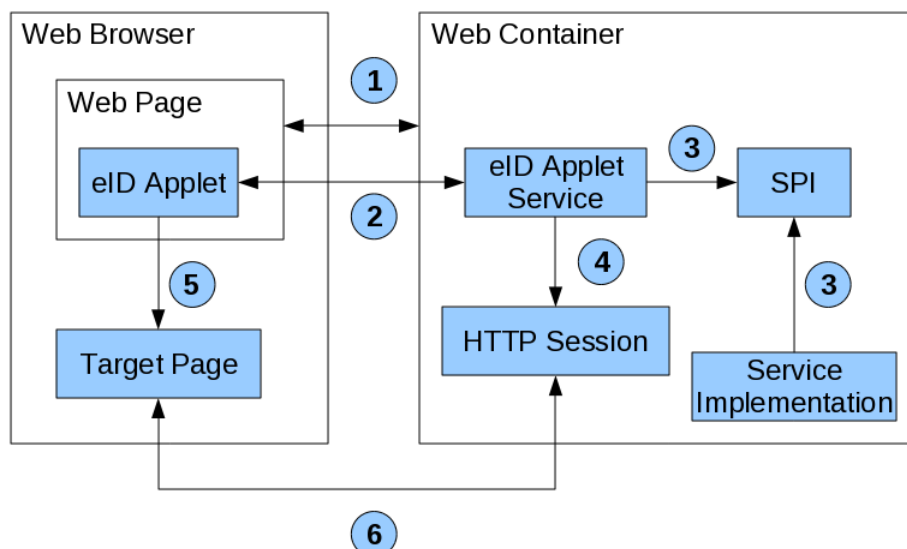 Web Browser
Web Container
Web Page
1
eID Applet
2
eID Applet
Service
3
SPI
5
4
3
Target Page
HTTP Session
Service
Implementation
6